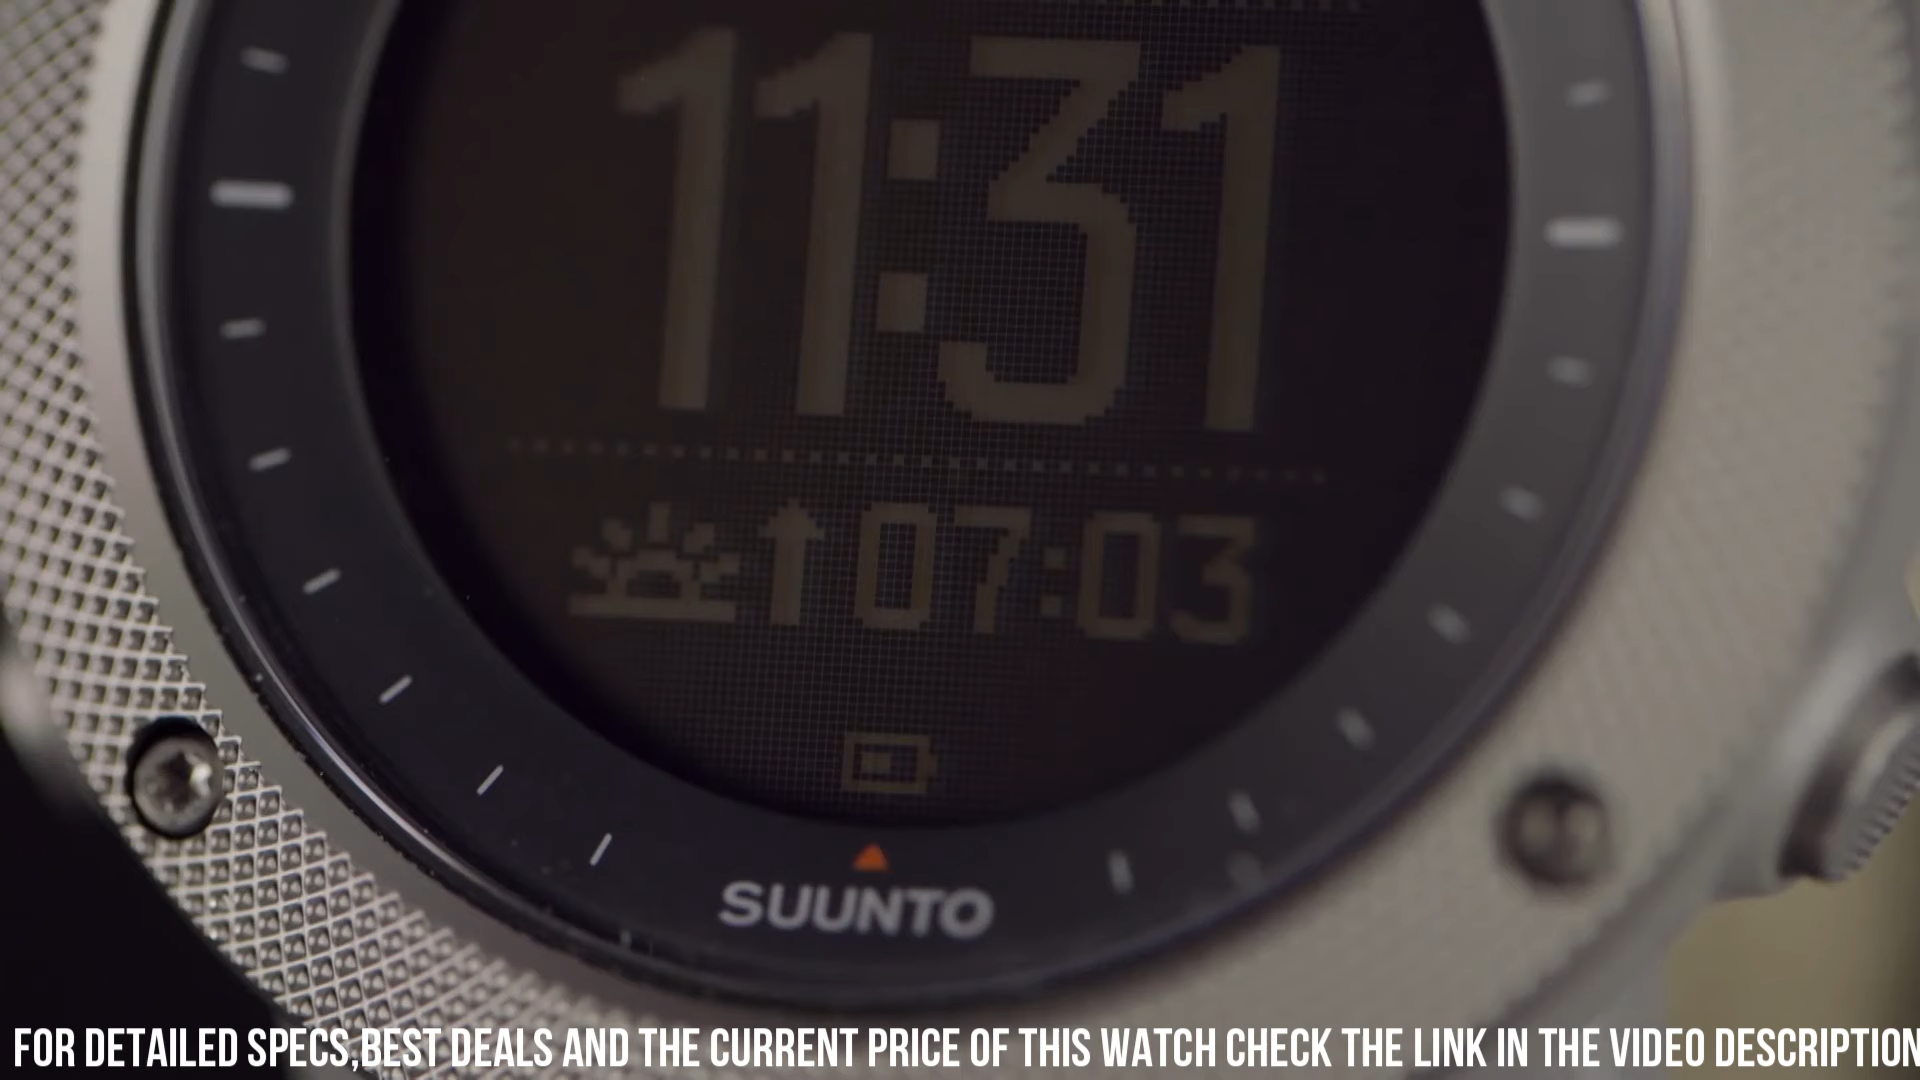 11:31
07:03
SUUNTO
FOR DETAILED SPECS,BEST DEALS AND THE CURRENT PRICE OF THIS WATCH CHECK THE LINK IN THE VIDEO DESCRIPTION